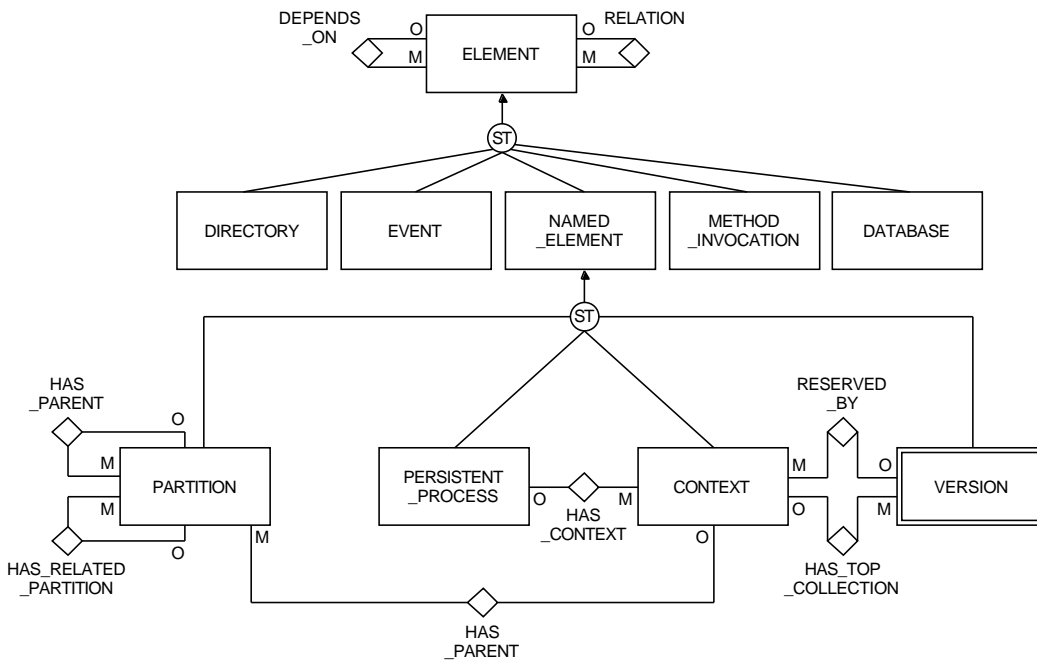 DEPENDS
_ON
RELATION
O
O
M
M
ELEMENT
ST
DIRECTORY
EVENT
NAMED
_ELEMENT
METHOD
_INVOCATION
DATABASE
ST
HAS
_PARENT
RESERVED
_BY
O
M
PARTITION
M
O
HAS_RELATED
_PARTITION
M
PERSISTENT
_PROCESS
O
M
HAS
_CONTEXT
CONTEXT
M
O
O
O
M
VERSION
HAS_TOP
_COLLECTION
HAS
_PARENT